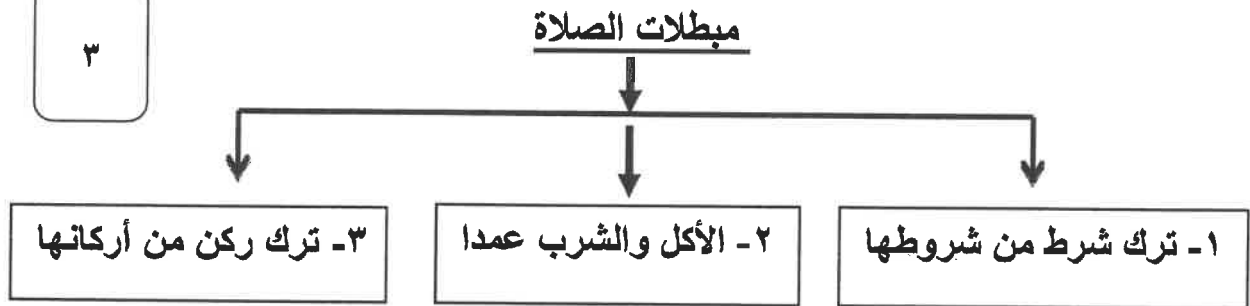 ٣
مبطلات الصلاة
١- ترك شرط من شروطها
٢- الأكل والشرب عمدا
٣- ترك ركن من أركانها